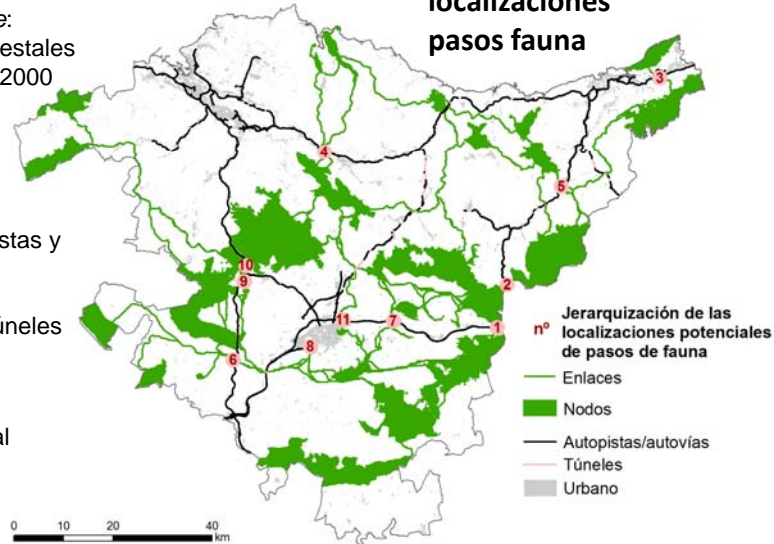 e:
estales
2000
stas y
úneles
al
localizaciones
pasos fauna
3
4
5
10
9
2
11
7
1
6
8
nº
Jerarquización de las
localizaciones potenciales
de pasos de fauna
Enlaces
Nodos
Autopistas/autovías
Túneles
Urbano
0 10 20 40
km